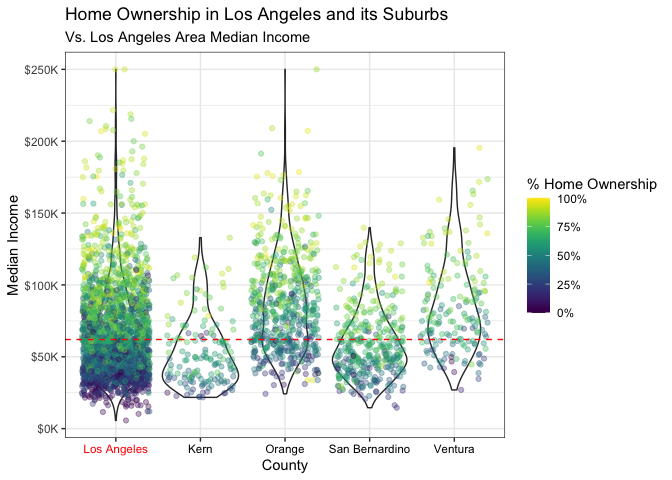 Home Ownership in Los Angeles and its Suburbs
Vs. Los Angeles Area Median Income
$250K
$200K
$150K
$100K
$50K
$0K
Median Income
Los Angeles
Kern
Orange
San Bernardino
Ventura
County
% Home Ownership
100%
75%
50%
25%
0%